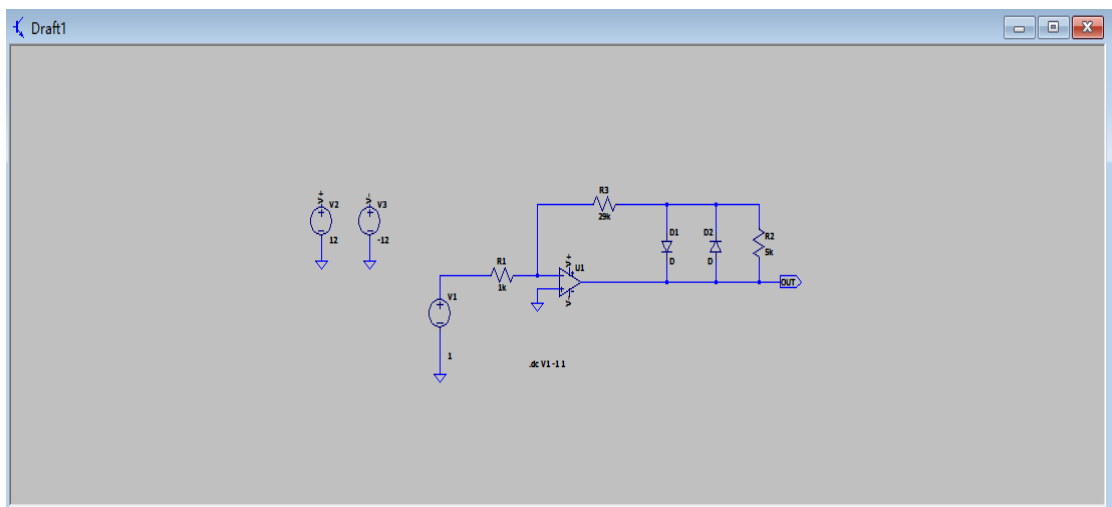 Draft1
V+
V2
12
V-
V3
-12
R3
29k
D1
D
D2
D
R2
5k
R1
1k
V+
U1
V-
OUT
V1
1
.dc V1 -1 1